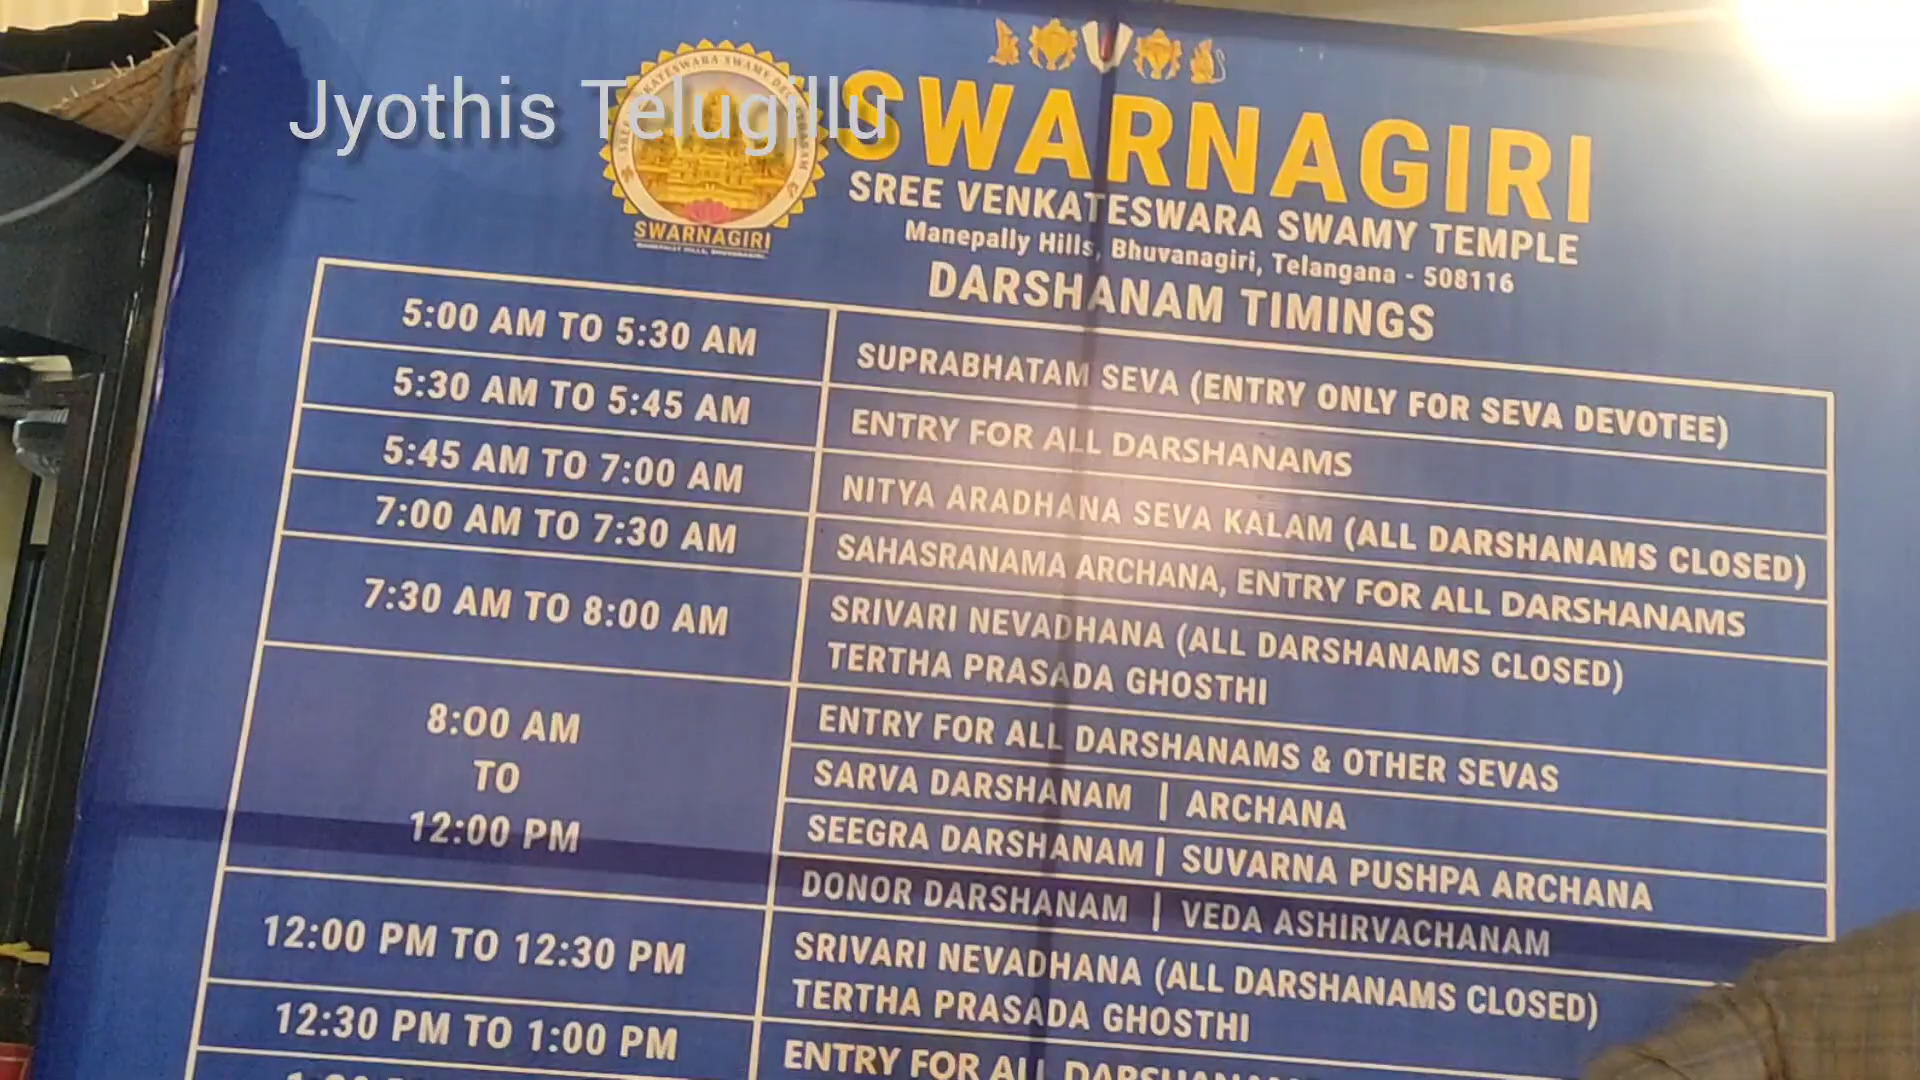 Jyothis Telugillu
SWARNAGIRI
SREE VENKATESWARA SWAMY TEMPLE
Manepally Hills, Bhuvanagiri, Telangana - 508116
SWARNAGIRI
MANEPALLY HILLS, BHUVANAGIRI
DARSHANAM TIMINGS
5:00 AM TO 5:30 AM
SUPRABHATAM SEVA (ENTRY ONLY FOR SEVA DEVOTEE)
5:30 AM TO 5:45 AM
ENTRY FOR ALL DARSHANAMS
5:45 AM TO 7:00 AM
NITYA ARADHANA SEVA KALAM (ALL DARSHANAMS CLOSED)
7:00 AM TO 7:30 AM
SAHASRANAMA ARCHANA, ENTRY FOR ALL DARSHANAMS
7:30 AM TO 8:00 AM
SRIVARI NEVADHANA (ALL DARSHANAMS CLOSED)
TERTHA PRASADA GHOSTHI
8:00 AM
TO
12:00 PM
ENTRY FOR ALL DARSHANAMS & OTHER SEVAS
SARVA DARSHANAM | ARCHANA
SEEGRA DARSHANAM | SUVARNA PUSHPA ARCHANA
DONOR DARSHANAM | VEDA ASHIRVACHANAM
12:00 PM TO 12:30 PM
SRIVARI NEVADHANA (ALL DARSHANAMS CLOSED)
TERTHA PRASADA GHOSTHI
12:30 PM TO 1:00 PM
ENTRY FOR ALL DARSHANAMS